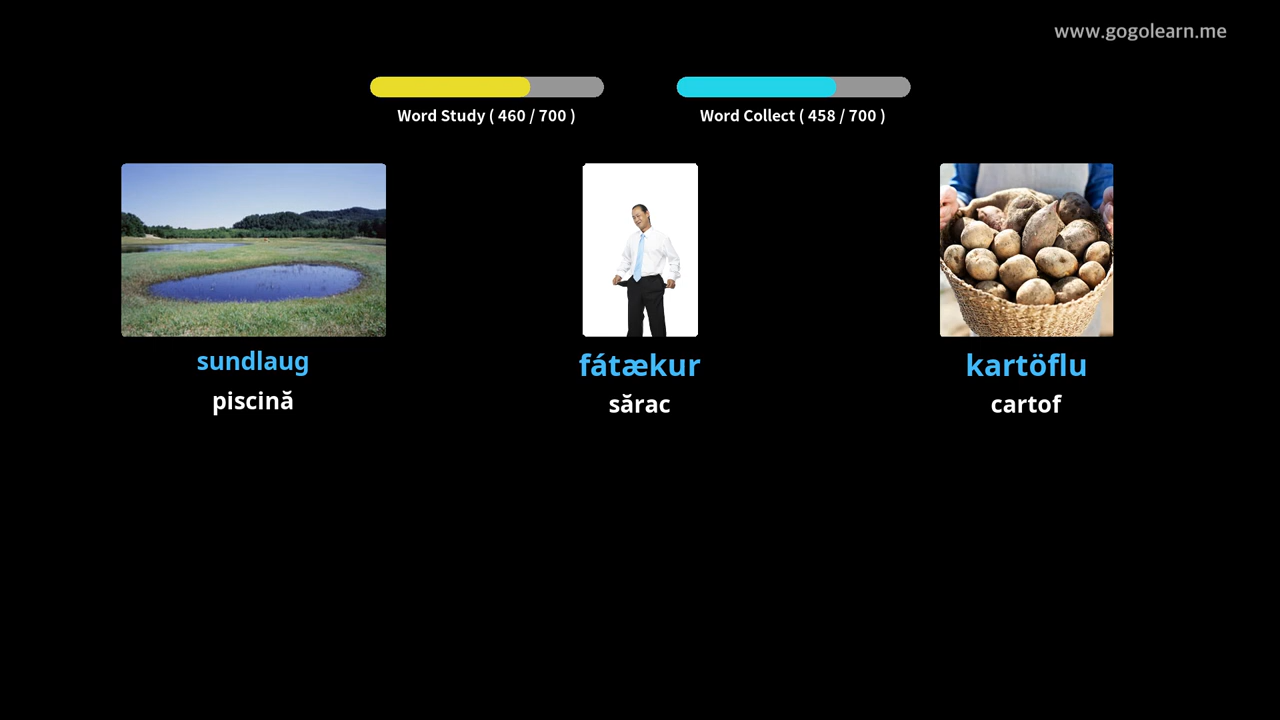 www.gogolearn.me
Word Study ( 460 / 700 )
Word Collect ( 458 / 700 )
sundlaug
piscină
fátækur
sărac
kartöflu
cartof